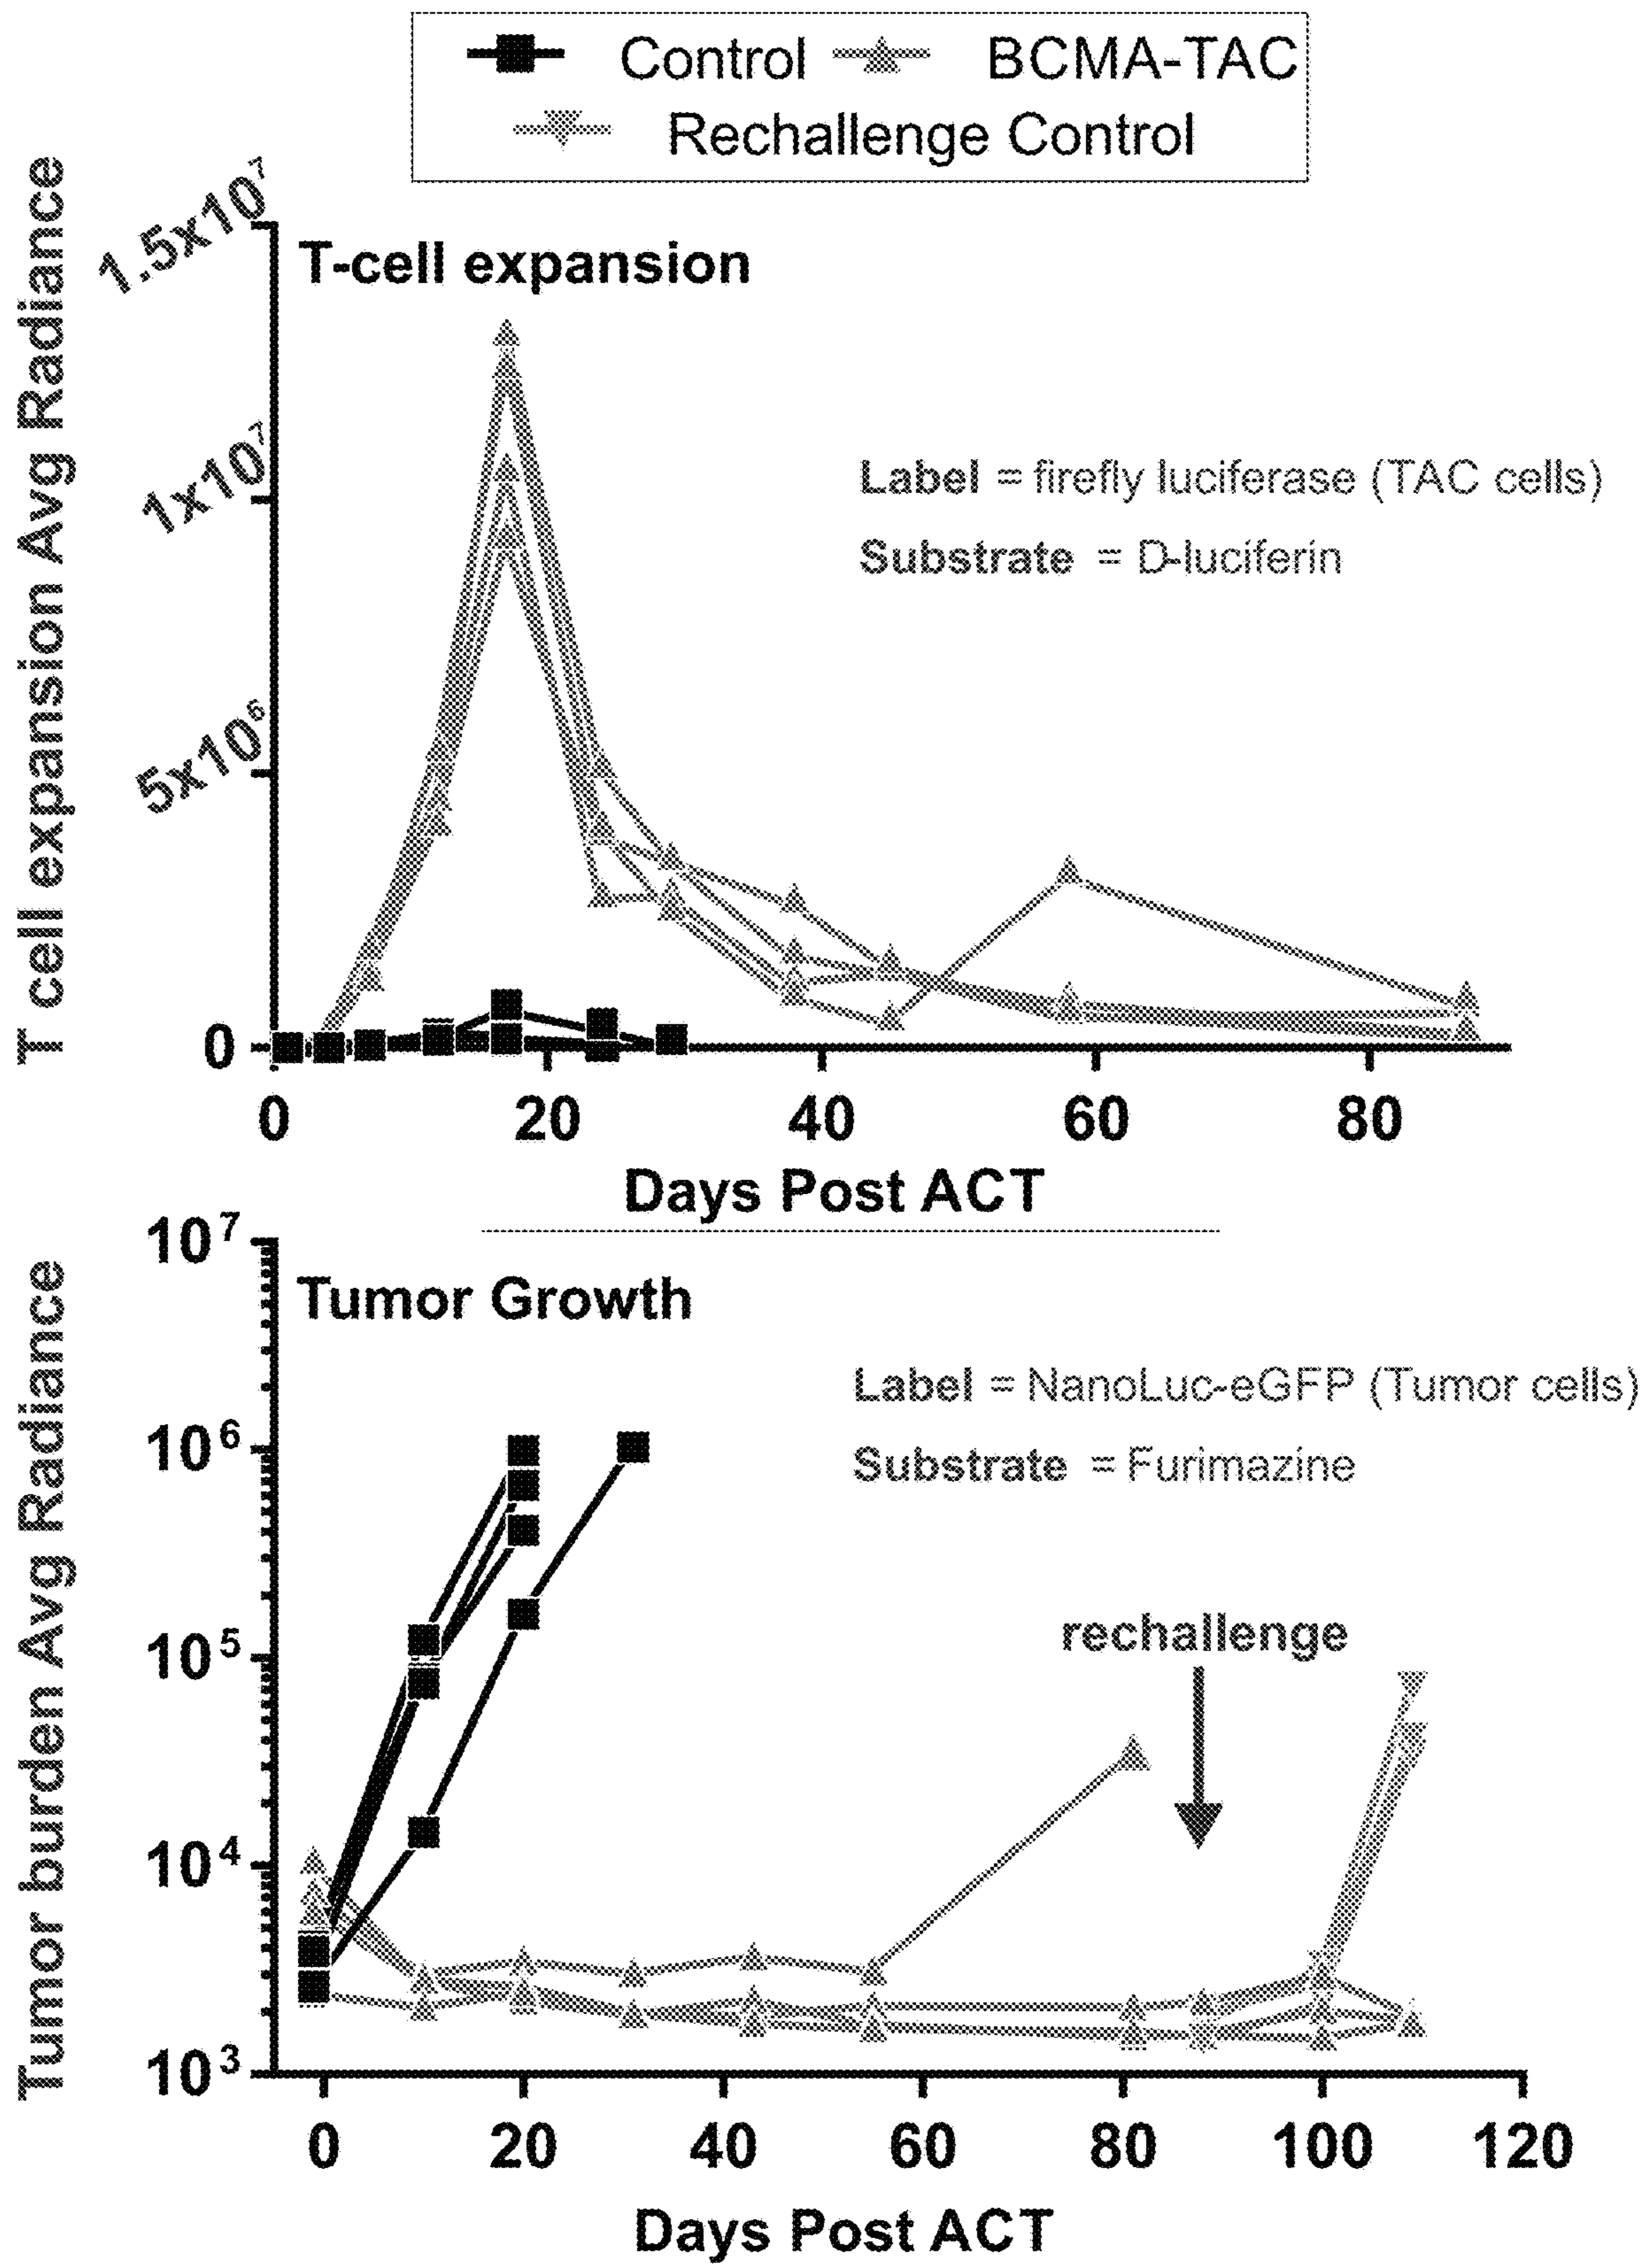 Control BCMA-TAC
Rechallenge Control
T cell expansion Avg Radiance
1.5x10⁷
1x10⁷
5x10⁶
0
T-cell expansion
Label = firefly luciferase (TAC cells)
Substrate = D-luciferin
0 20 40 60 80
Days Post ACT
Tumor burden Avg Radiance
10⁷
10⁶
10⁵
10⁴
10³
Tumor Growth
Label = NanoLuc-eGFP (Tumor cells)
Substrate = Furimazine
rechallenge
0 20 40 60 80 100 120
Days Post ACT